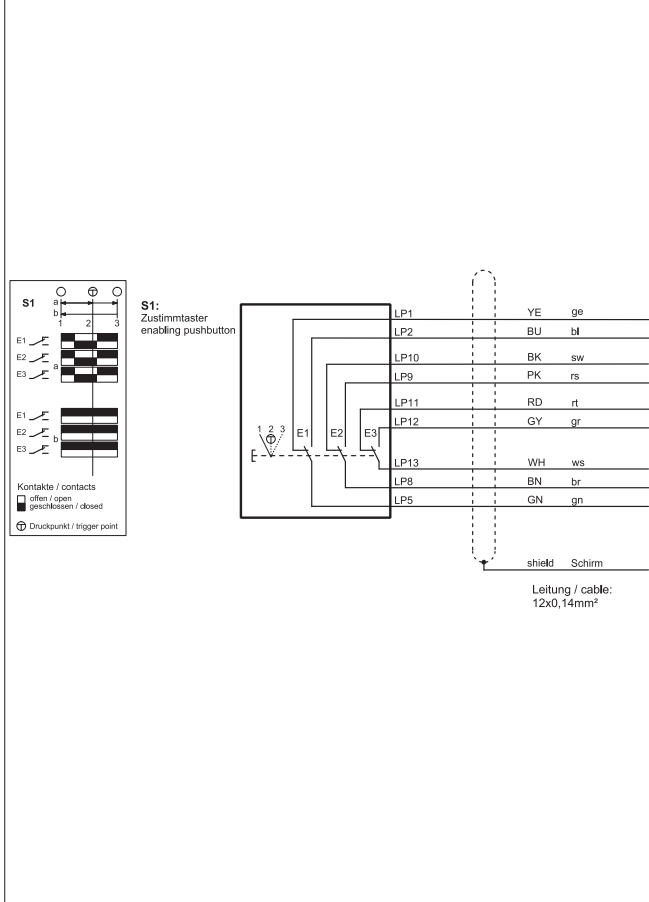 S1
a
b
1 2 3
E1
E2
E3
a
E1
E2
E3
b
Kontakte / contacts
offen / open
geschlossen / closed
T Druckpunkt / trigger point
S1:
Zustimmtaster
enabling pushbutton
1 2 3
T
E1 E2 E3
LP1 YE ge
LP2 BU bl
LP10 BK sw
LP9 PK rs
LP11 RD rt
LP12 GY gr
LP13 WH ws
LP8 BN br
LP5 GN gn
shield Schirm
Leitung / cable:
12x0,14mm²